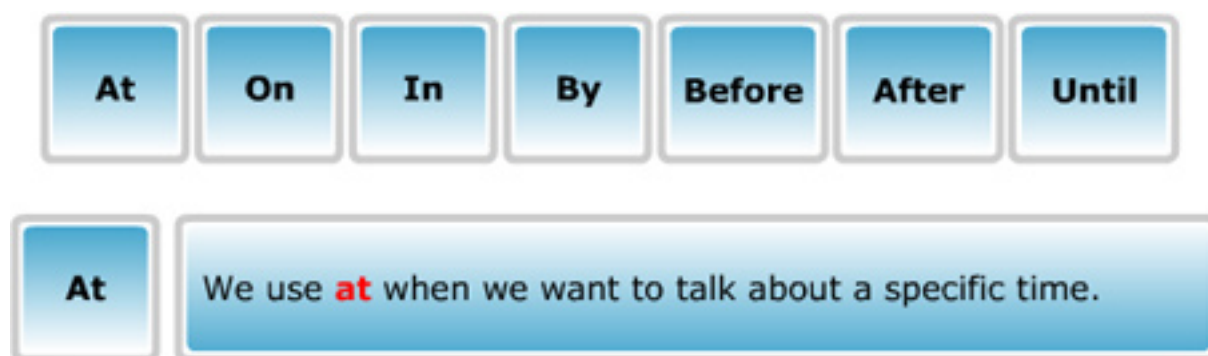 At On In By Before After Until
At We use at when we want to talk about a specific time.